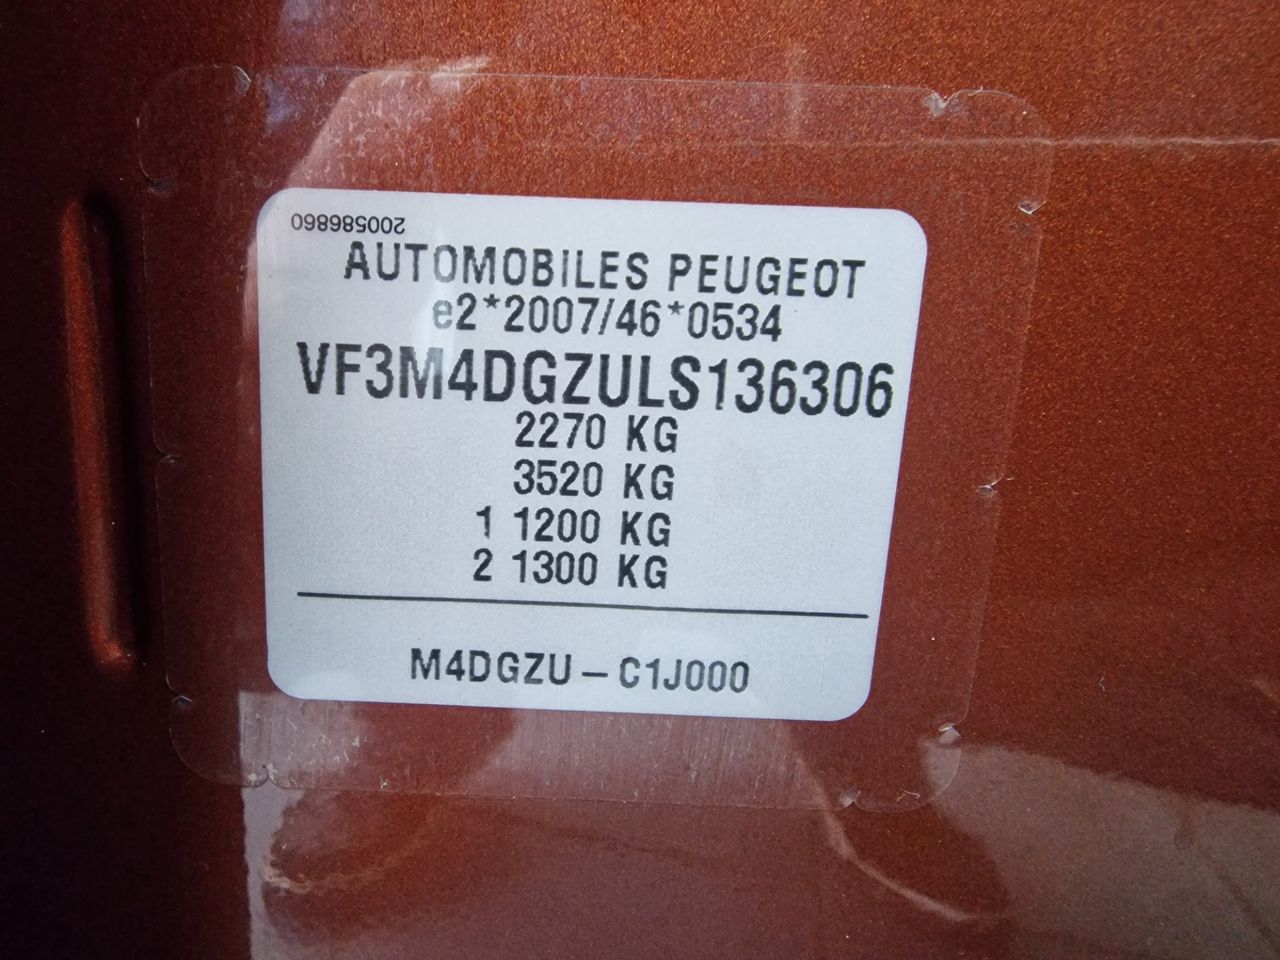 200586860
AUTOMOBILES PEUGEOT
e2*2007/46*0534
VF3M4DGZULS136306
2270 KG
3520 KG
1 1200 KG
2 1300 KG
M4DGZU – C1J000